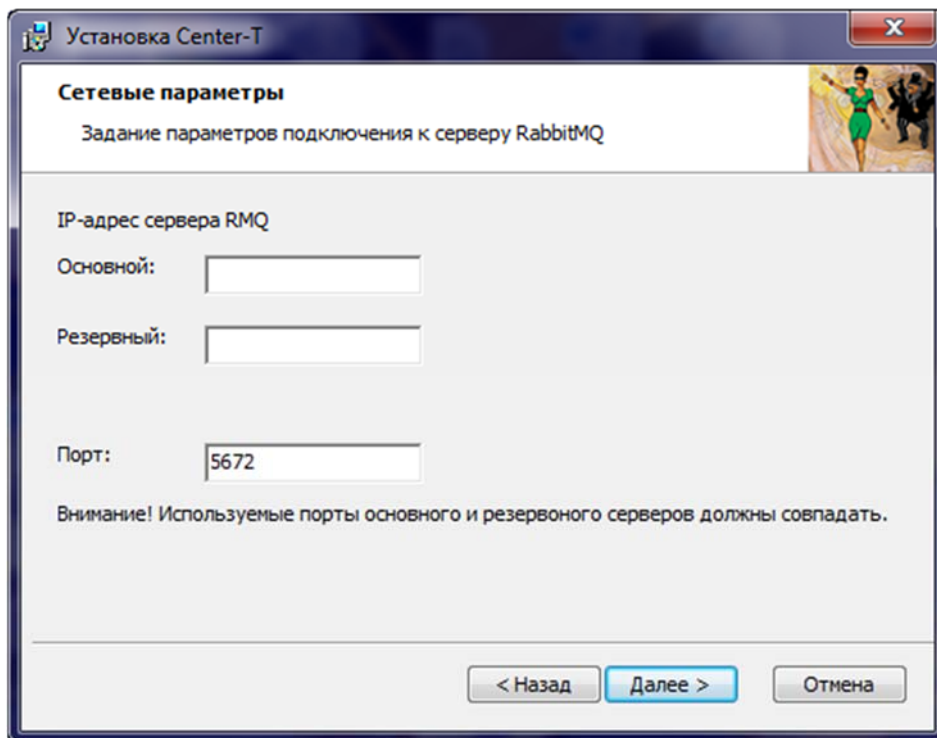 Установка Center-T
Сетевые параметры
Задание параметров подключения к серверу RabbitMQ
IP-адрес сервера RMQ
Основной:
Резервный:
Порт: 5672
Внимание! Используемые порты основного и резервоного серверов должны совпадать.
< Назад Далее > Отмена